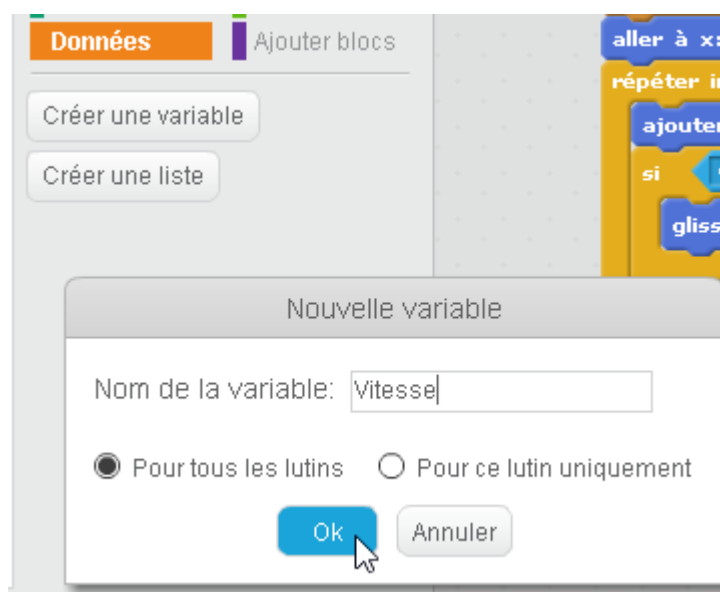 Données
Ajouter blocs
Créer une variable
Créer une liste
aller à x:
répéter in
ajouter
si
gliss
Nouvelle variable
Nom de la variable: Vitesse
Pour tous les lutins
Pour ce lutin uniquement
Ok
Annuler